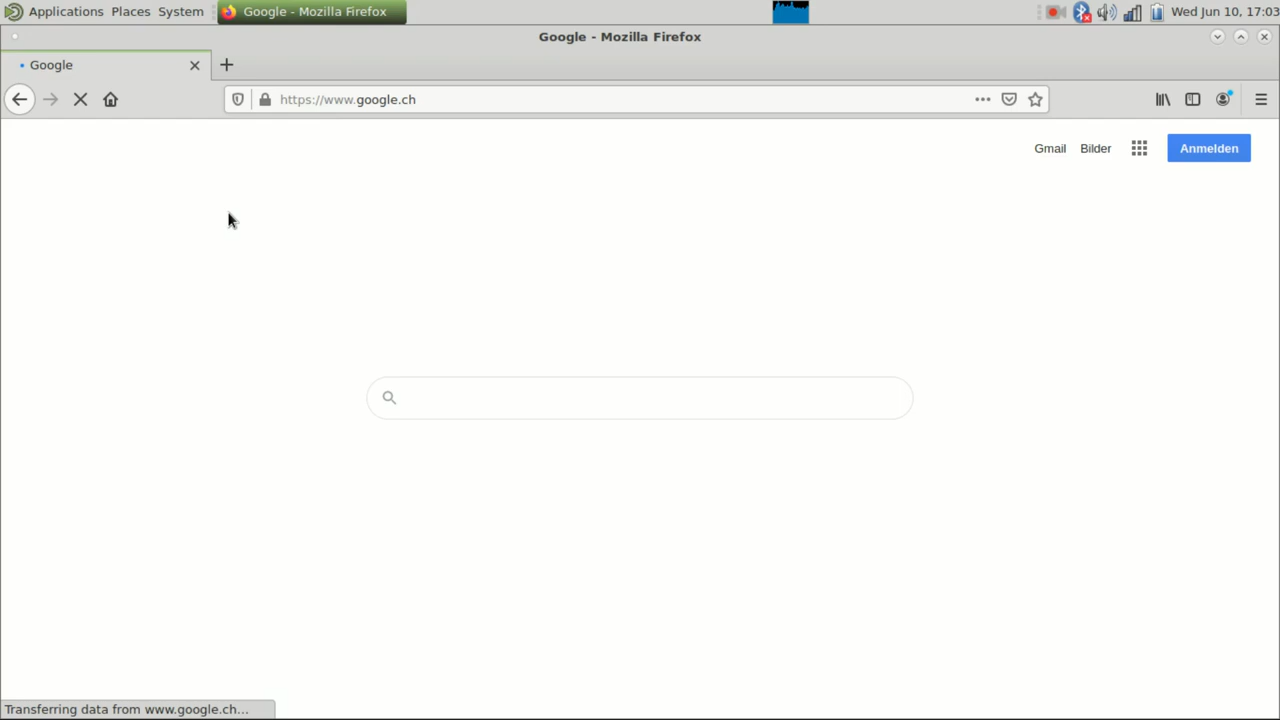 Applications Places System Google - Mozilla Firefox Wed Jun 10, 17:03
Google - Mozilla Firefox
Google
https://www.google.ch
Gmail Bilder Anmelden
Transferring data from www.google.ch...